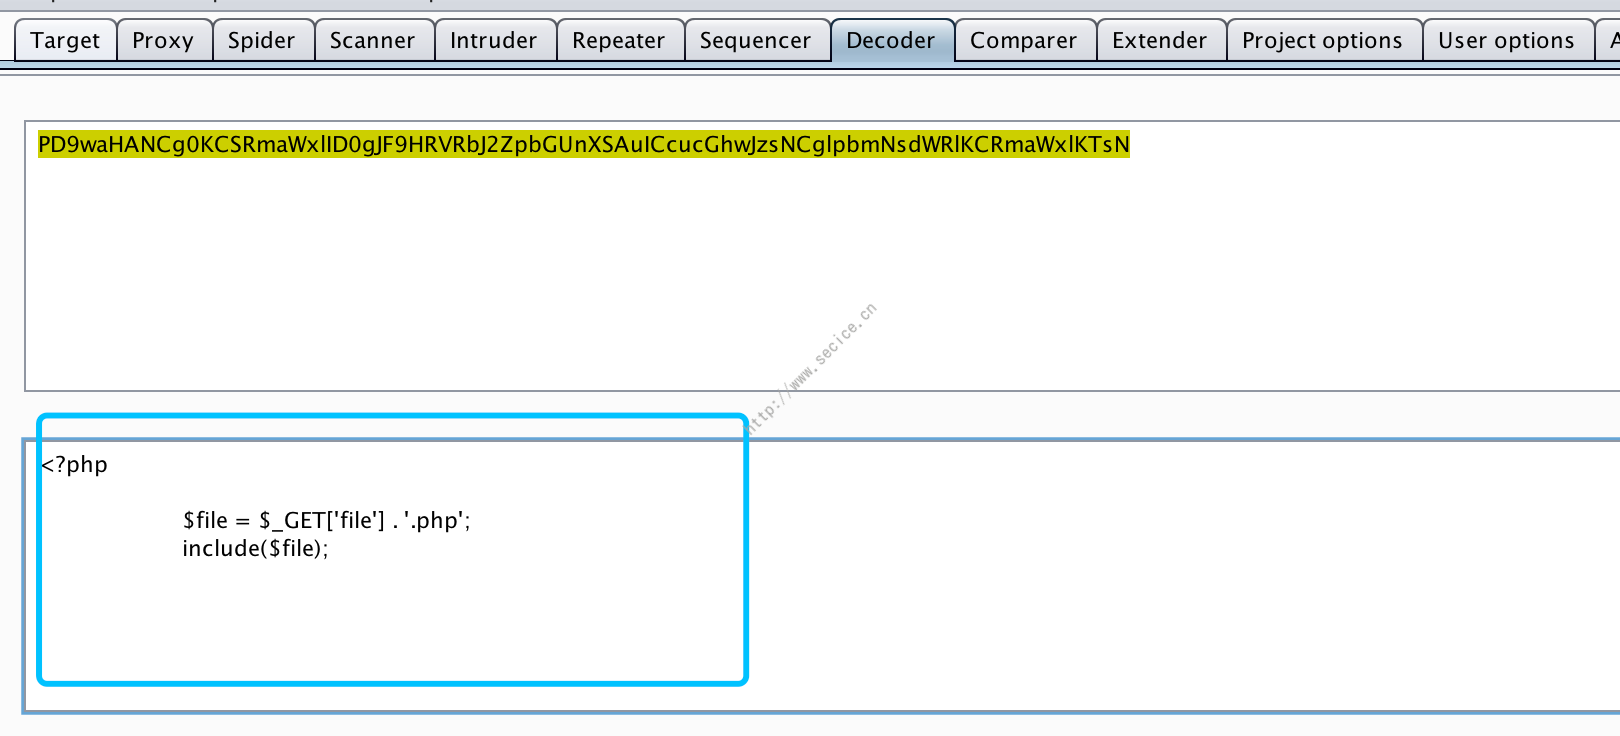 Target Proxy Spider Scanner Intruder Repeater Sequencer Decoder Comparer Extender Project options User options A
PD9waHANCg0KCSRmaWxlID0gJF9HRVRbJ2ZpbGUnXSAuICcucGhwJzsNCglpbmNsdWRlKCRmaWxlKTsN
http://www.secice.cn
<?php
$file = $_GET['file'] . '.php';
include($file);